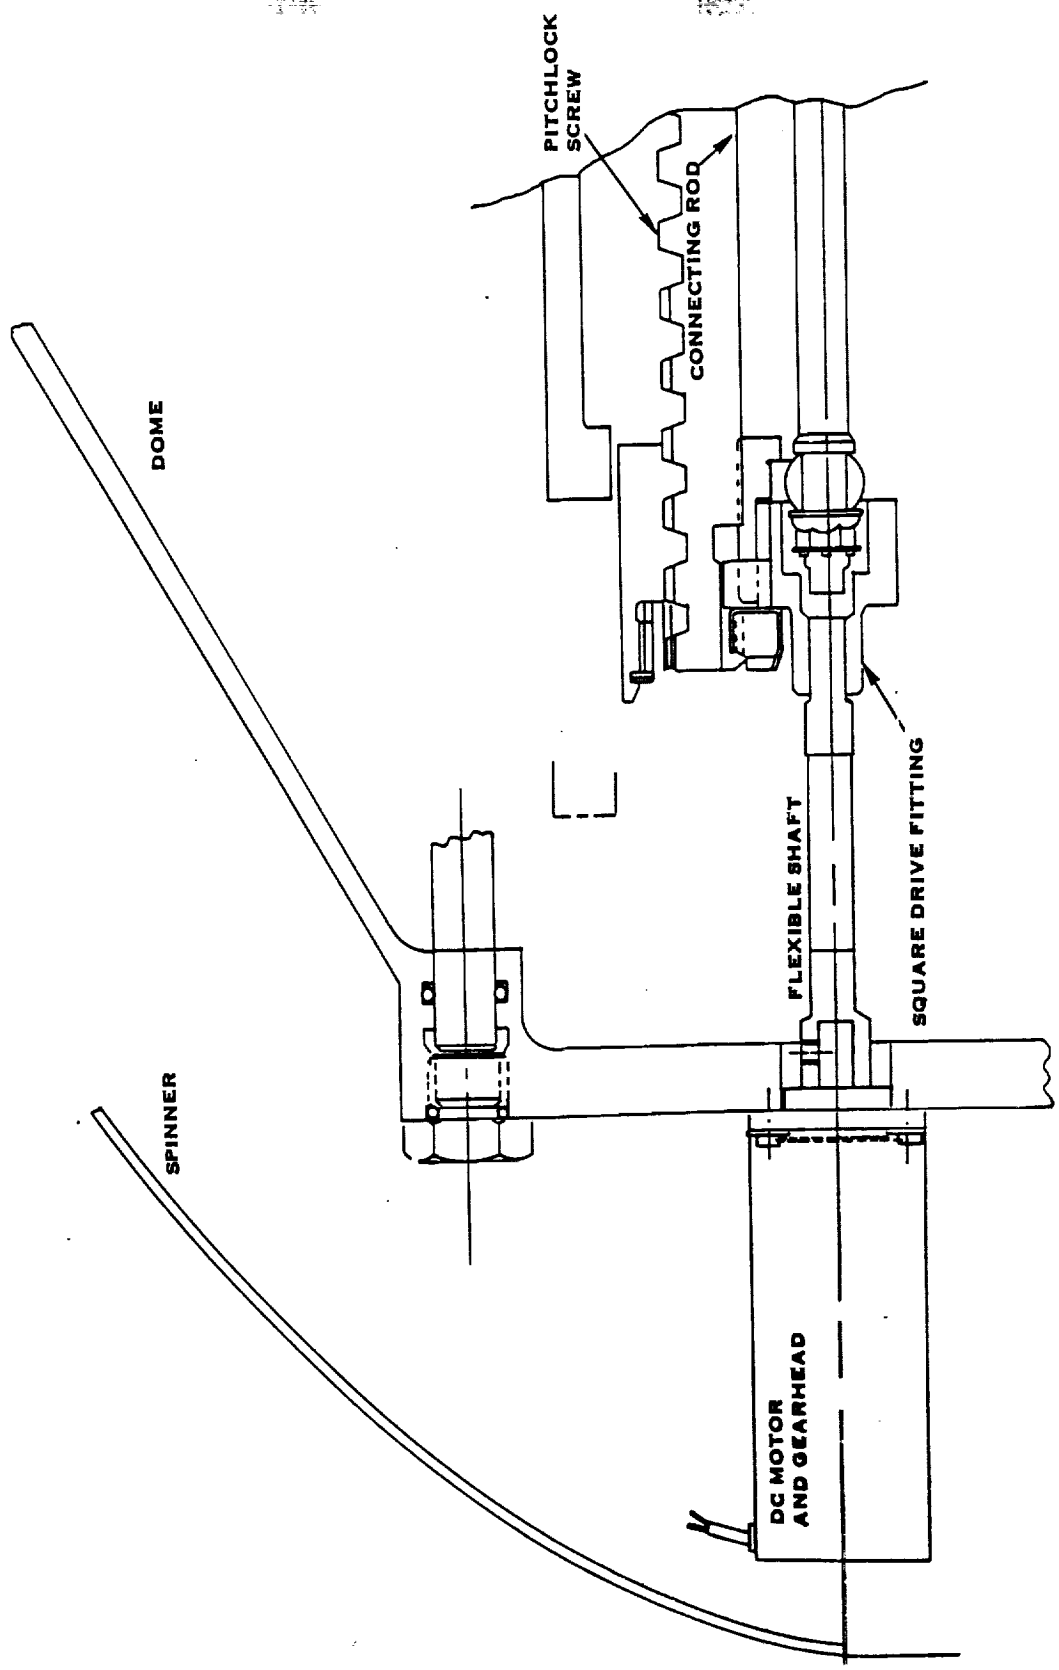 PITCHLOCK
SCREW
CONNECTING ROD
DOME
SPINNER
FLEXIBLE SHAFT
SQUARE DRIVE FITTING
DC MOTOR
AND GEARHEAD